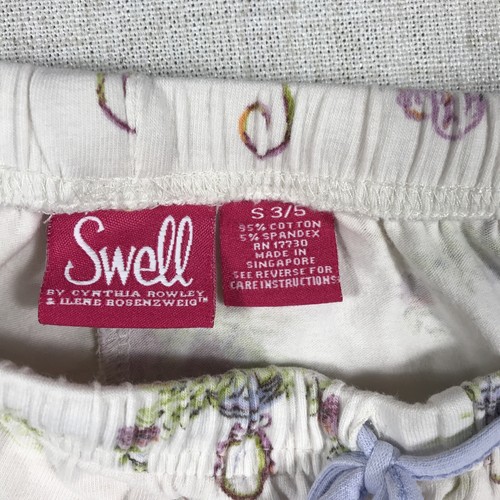 Swell
BY CYNTHIA ROWLEY
& ILENE ROSENZWEIG™
S 3/5
95% COTTON
5% SPANDEX
RN 17730
MADE IN
SINGAPORE
SEE REVERSE FOR
CARE INSTRUCTIONS